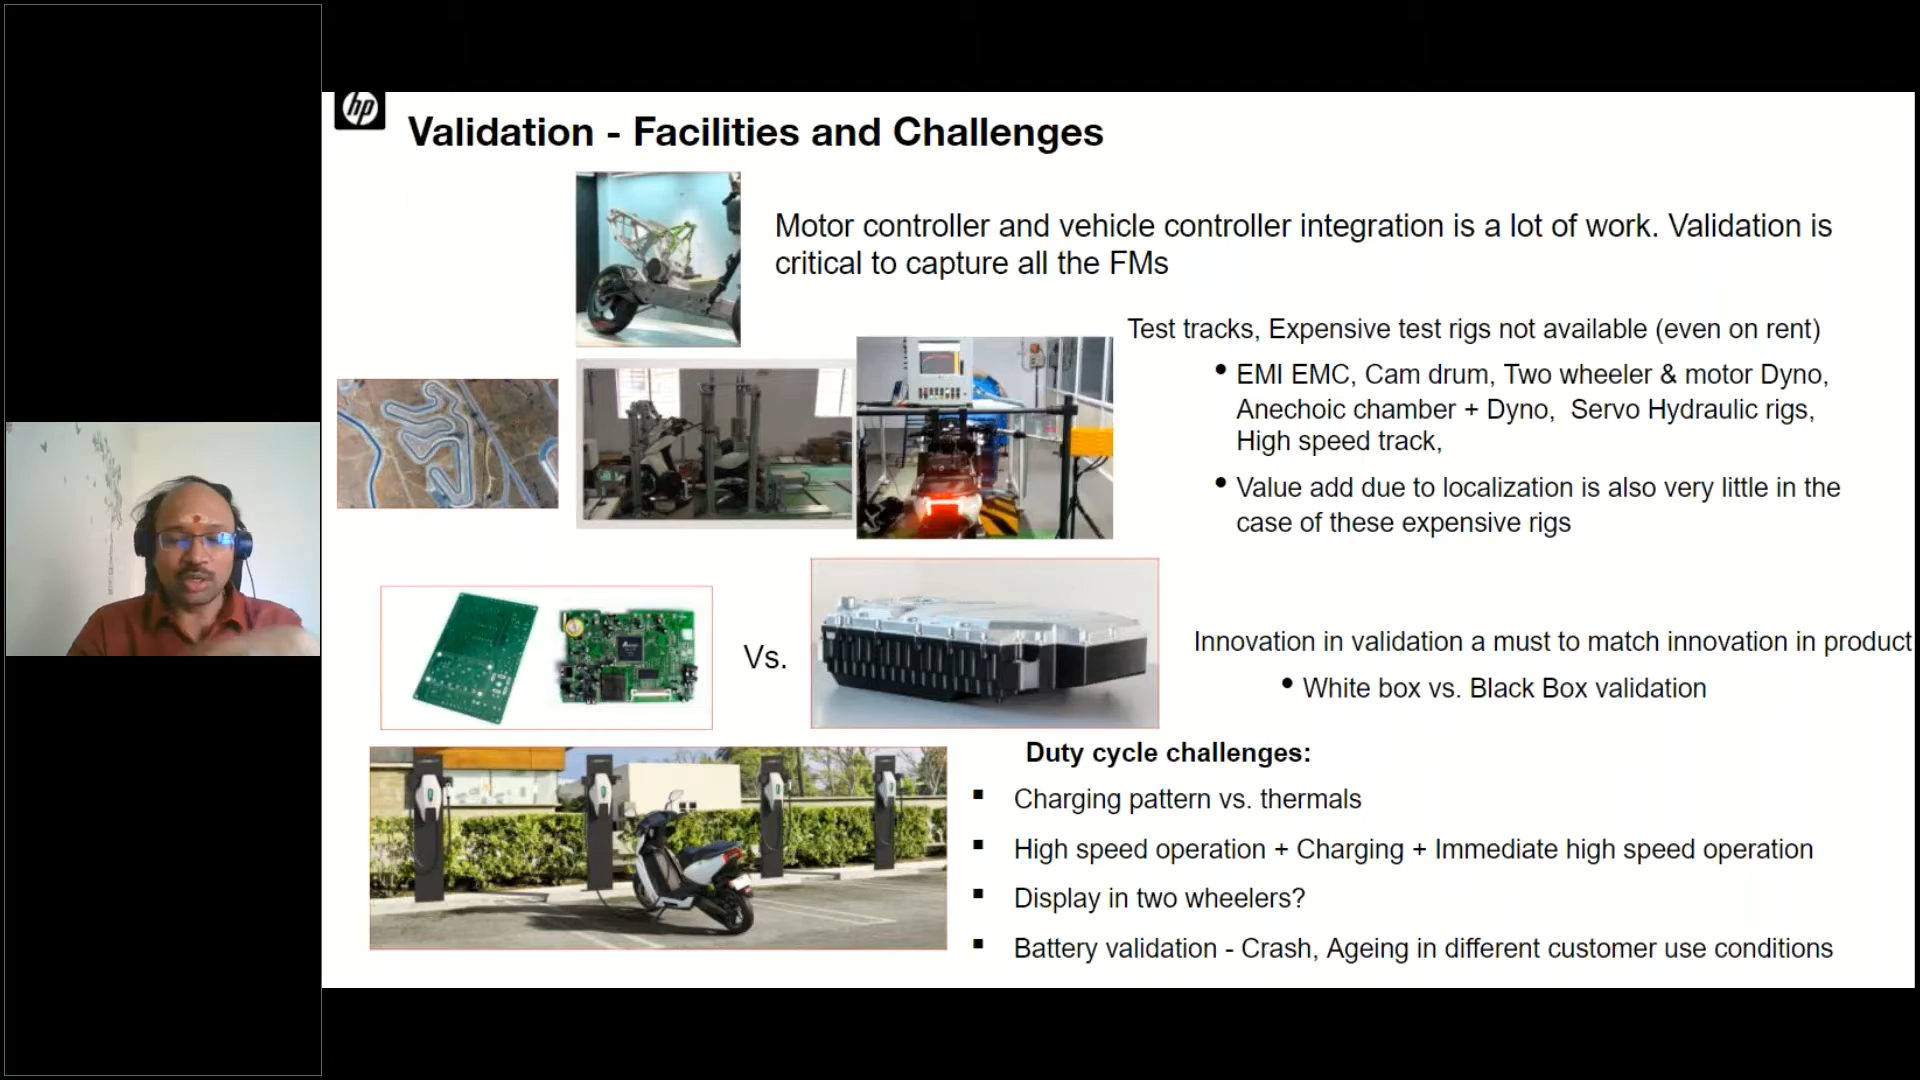 hp
Validation - Facilities and Challenges
Motor controller and vehicle controller integration is a lot of work. Validation is
critical to capture all the FMs
Test tracks, Expensive test rigs not available (even on rent)
• EMI EMC, Cam drum, Two wheeler & motor Dyno,
Anechoic chamber + Dyno, Servo Hydraulic rigs,
High speed track,
• Value add due to localization is also very little in the
case of these expensive rigs
Vs.
Innovation in validation a must to match innovation in product
• White box vs. Black Box validation
Duty cycle challenges:
▪ Charging pattern vs. thermals
▪ High speed operation + Charging + Immediate high speed operation
▪ Display in two wheelers?
▪ Battery validation - Crash, Ageing in different customer use conditions